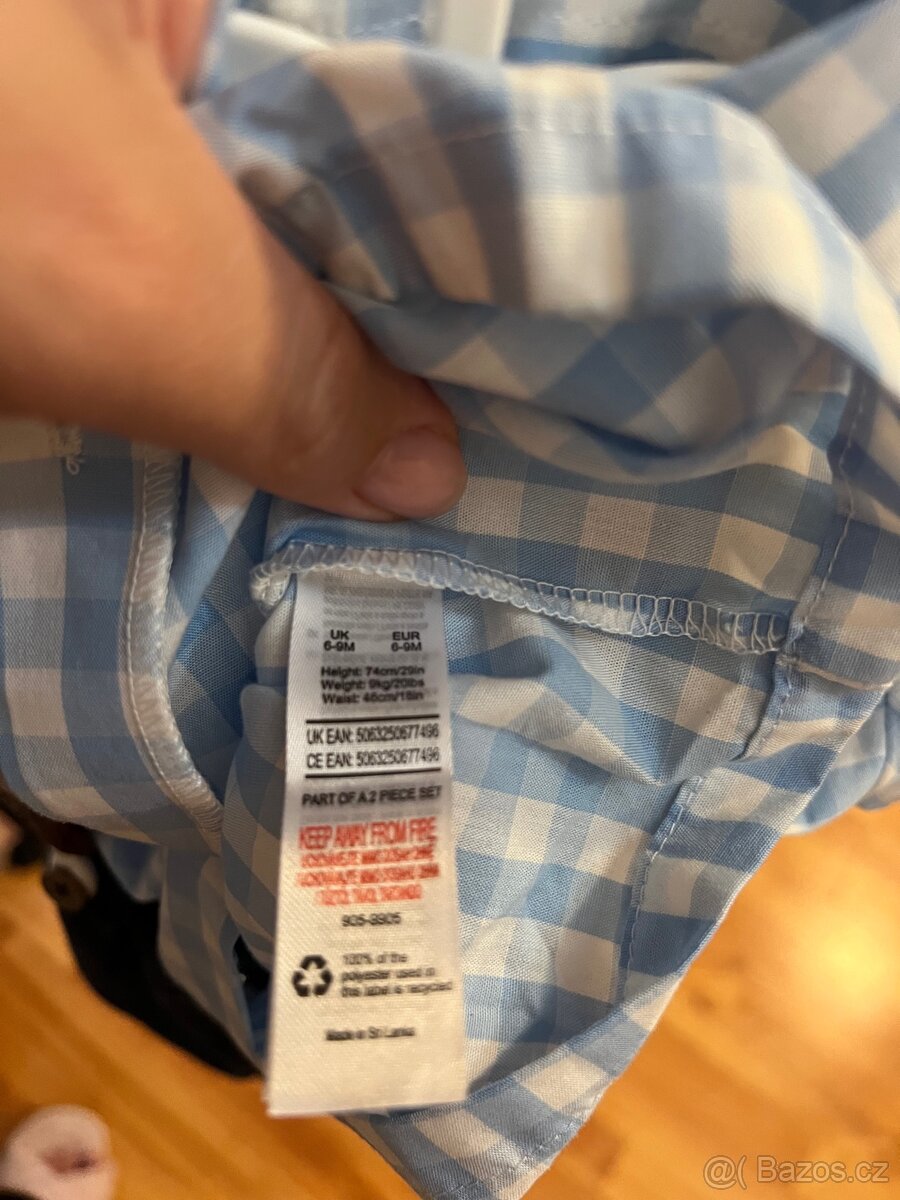 UK EUR
6-9M 6-9M
Height: 74cm/29in
Weight: 9kg/20lbs
Waist: 46cm/18in
UK EAN: 5063250677496
CE EAN: 5063250677496
PART OF A 2 PIECE SET
KEEP AWAY FROM FIRE
905-9905
100% of the
polyester used in
this label is recycled
Made in Sri Lanka
@( Bazos.cz